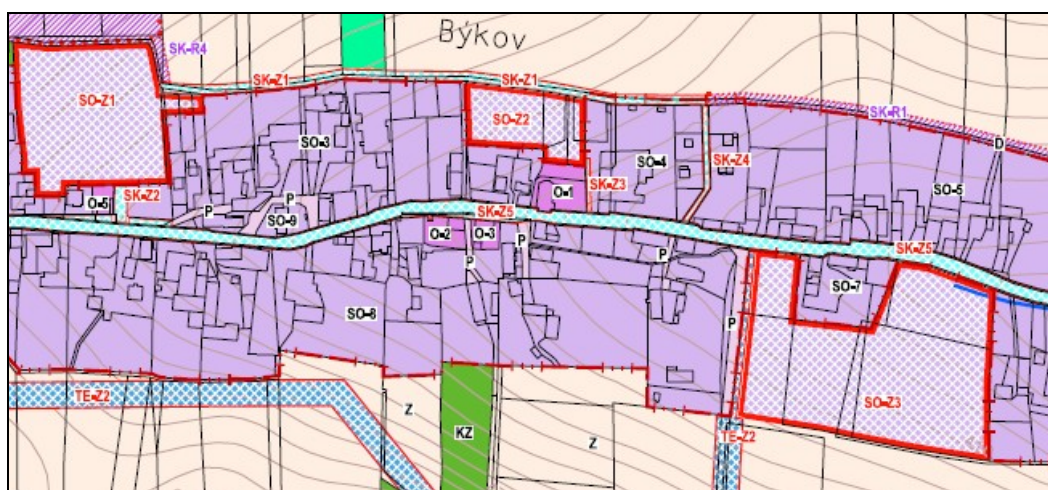 Býkov
SK-R4
SK-Z1
SK-Z1
SO-Z1
SO-Z2
SK-R1
SO-3
SO-4
SK-Z4
D
SK-Z3
O-1
SO-5
SK-Z2
O-5
P
P
SO-9
SK-Z5
O-2
O-3
P
P
P
SK-Z5
SO-7
SO-6
P
TE-Z2
Z
KZ
Z
SO-Z3
TE-Z2